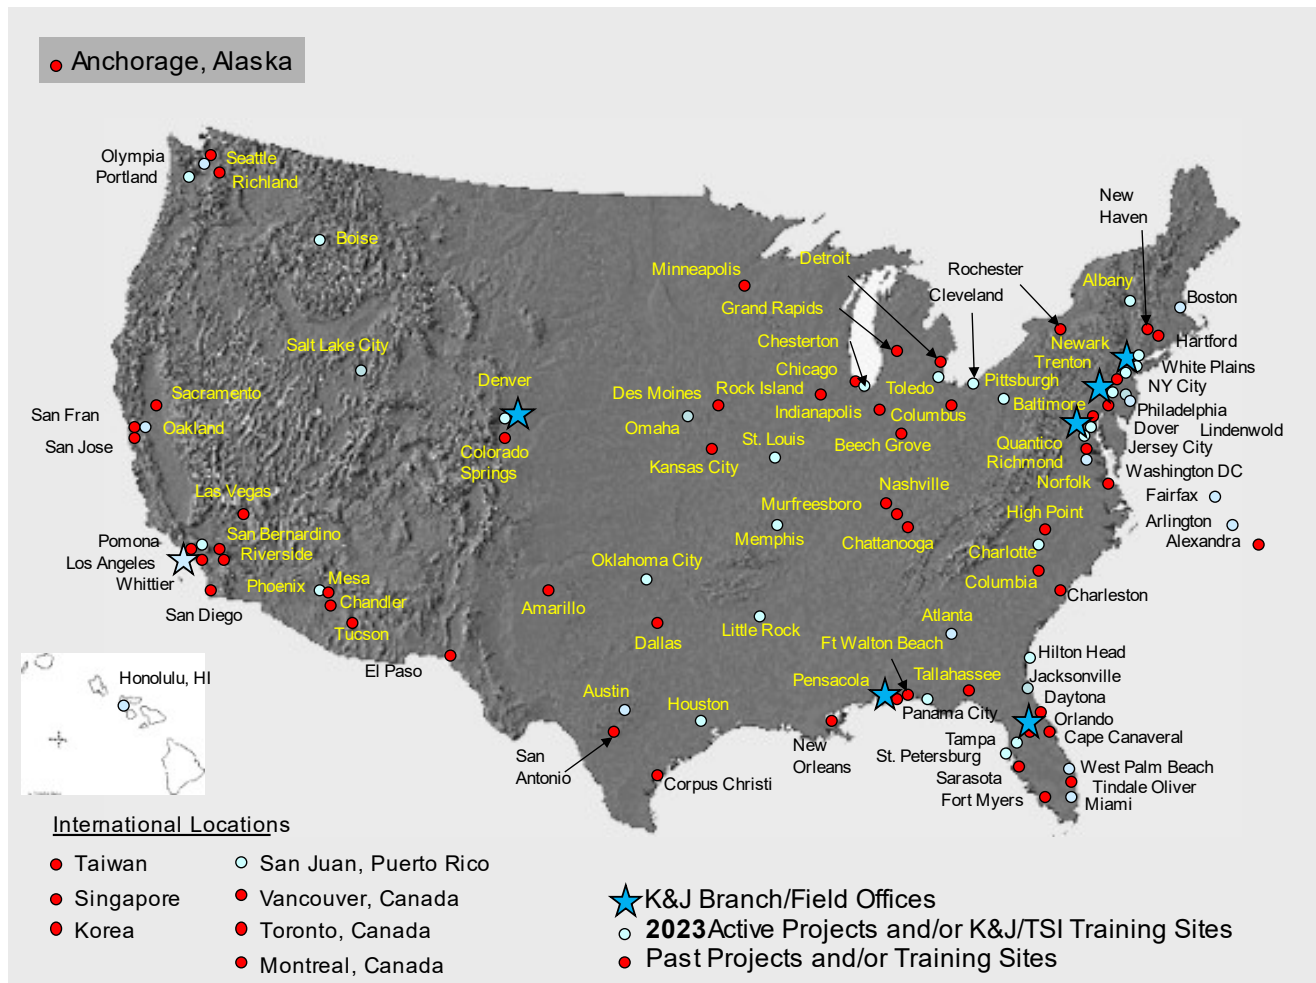 Anchorage, Alaska
Olympia
Seattle
Portland
Richland
New
Haven
Boise
Detroit
Minneapolis
Rochester
Albany
Grand Rapids
Cleveland
Boston
Chesterton
Newark
Hartford
Salt Lake City
Trenton
Chicago
White Plains
Denver
Rock Island
Toledo
Pittsburgh
NY City
Sacramento
Des Moines
Indianapolis
Columbus
Baltimore
Philadelphia
San Fran
Oakland
Omaha
St. Louis
Beech Grove
Quantico
Dover
Lindenwold
San Jose
Colorado
Springs
Kansas City
Richmond
Jersey City
Washington DC
Las Vegas
Nashville
Norfolk
Fairfax
Murfreesboro
High Point
Arlington
Pomona
San Bernardino
Memphis
Chattanooga
Charlotte
Alexandra
Los Angeles
Riverside
Oklahoma City
Whittier
Phoenix
Mesa
Columbia
Chandler
Amarillo
Charleston
San Diego
Tucson
Dallas
Little Rock
Atlanta
Ft Walton Beach
El Paso
Hilton Head
Honolulu, HI
Pensacola
Tallahassee
Jacksonville
Austin
Houston
Daytona
Panama City
Orlando
New
Orleans
Tampa
Cape Canaveral
San
Antonio
St. Petersburg
West Palm Beach
Corpus Christi
Sarasota
Tindale Oliver
Fort Myers
Miami
International Locations
Taiwan
San Juan, Puerto Rico
Singapore
Vancouver, Canada
K&J Branch/Field Offices
Korea
Toronto, Canada
2023Active Projects and/or K&J/TSI Training Sites
Montreal, Canada
Past Projects and/or Training Sites